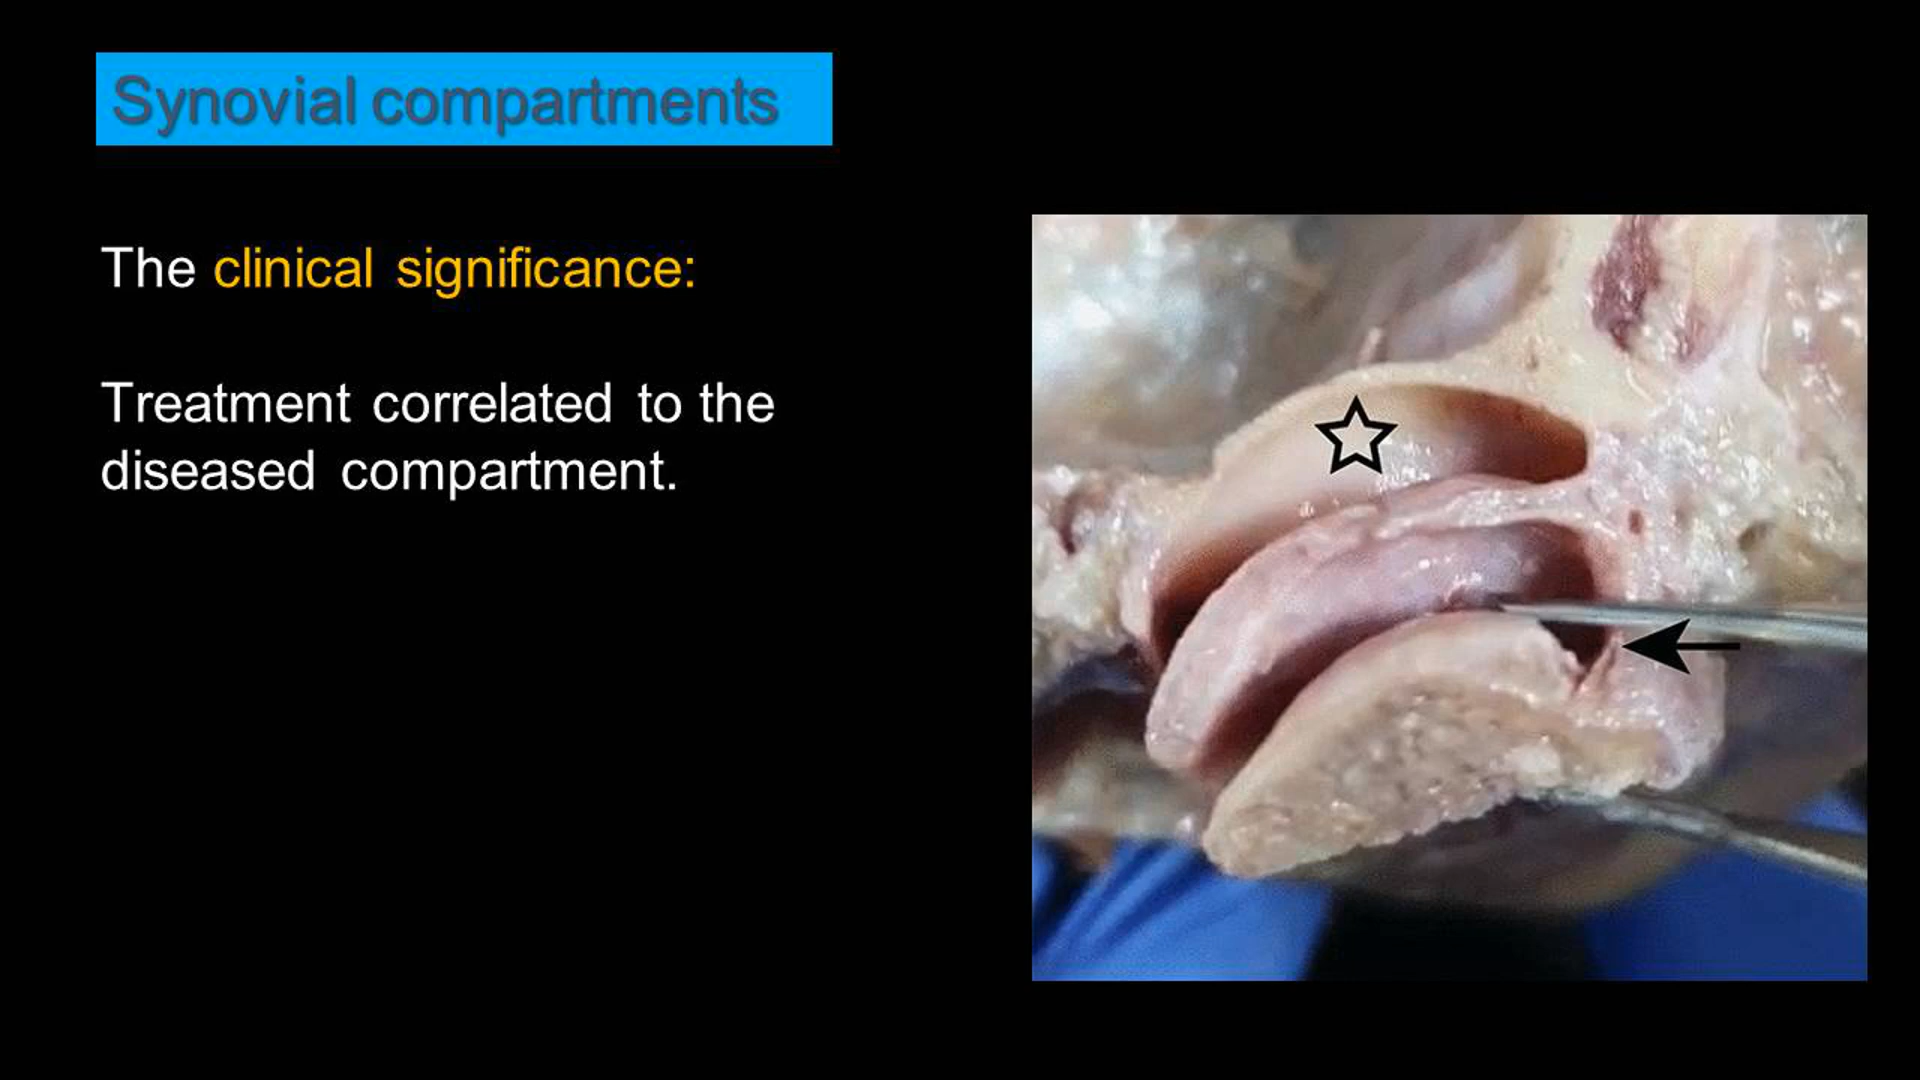 Synovial compartments
The clinical significance:
Treatment correlated to the
diseased compartment.